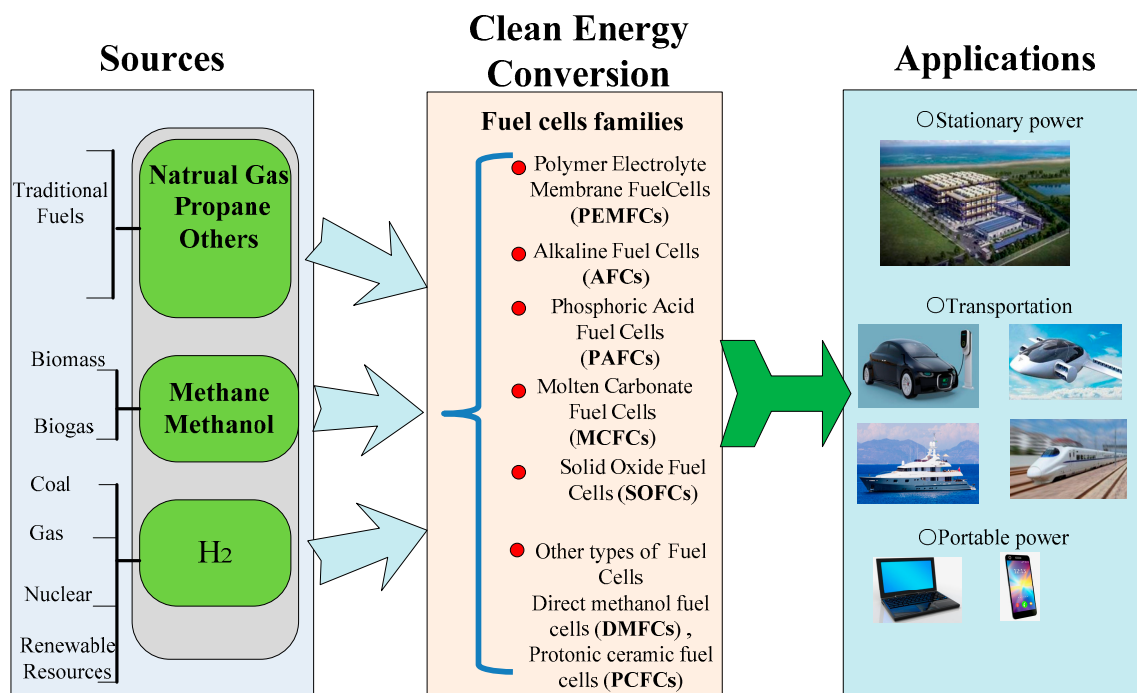 Sources
Traditional
Fuels
Natrual Gas
Propane
Others
Biomass
Biogas
Methane
Methanol
Coal
Gas
Nuclear
Renewable
Resources
H2
Clean Energy
Conversion
Fuel cells families
Polymer Electrolyte
Membrane FuelCells
(PEMFCs)
Alkaline Fuel Cells
(AFCs)
Phosphoric Acid
Fuel Cells
(PAFCs)
Molten Carbonate
Fuel Cells
(MCFCs)
Solid Oxide Fuel
Cells (SOFCs)
Other types of Fuel
Cells
Direct methanol fuel
cells (DMFCs) ,
Protonic ceramic fuel
cells (PCFCs)
Applications
Stationary power
Transportation
Portable power